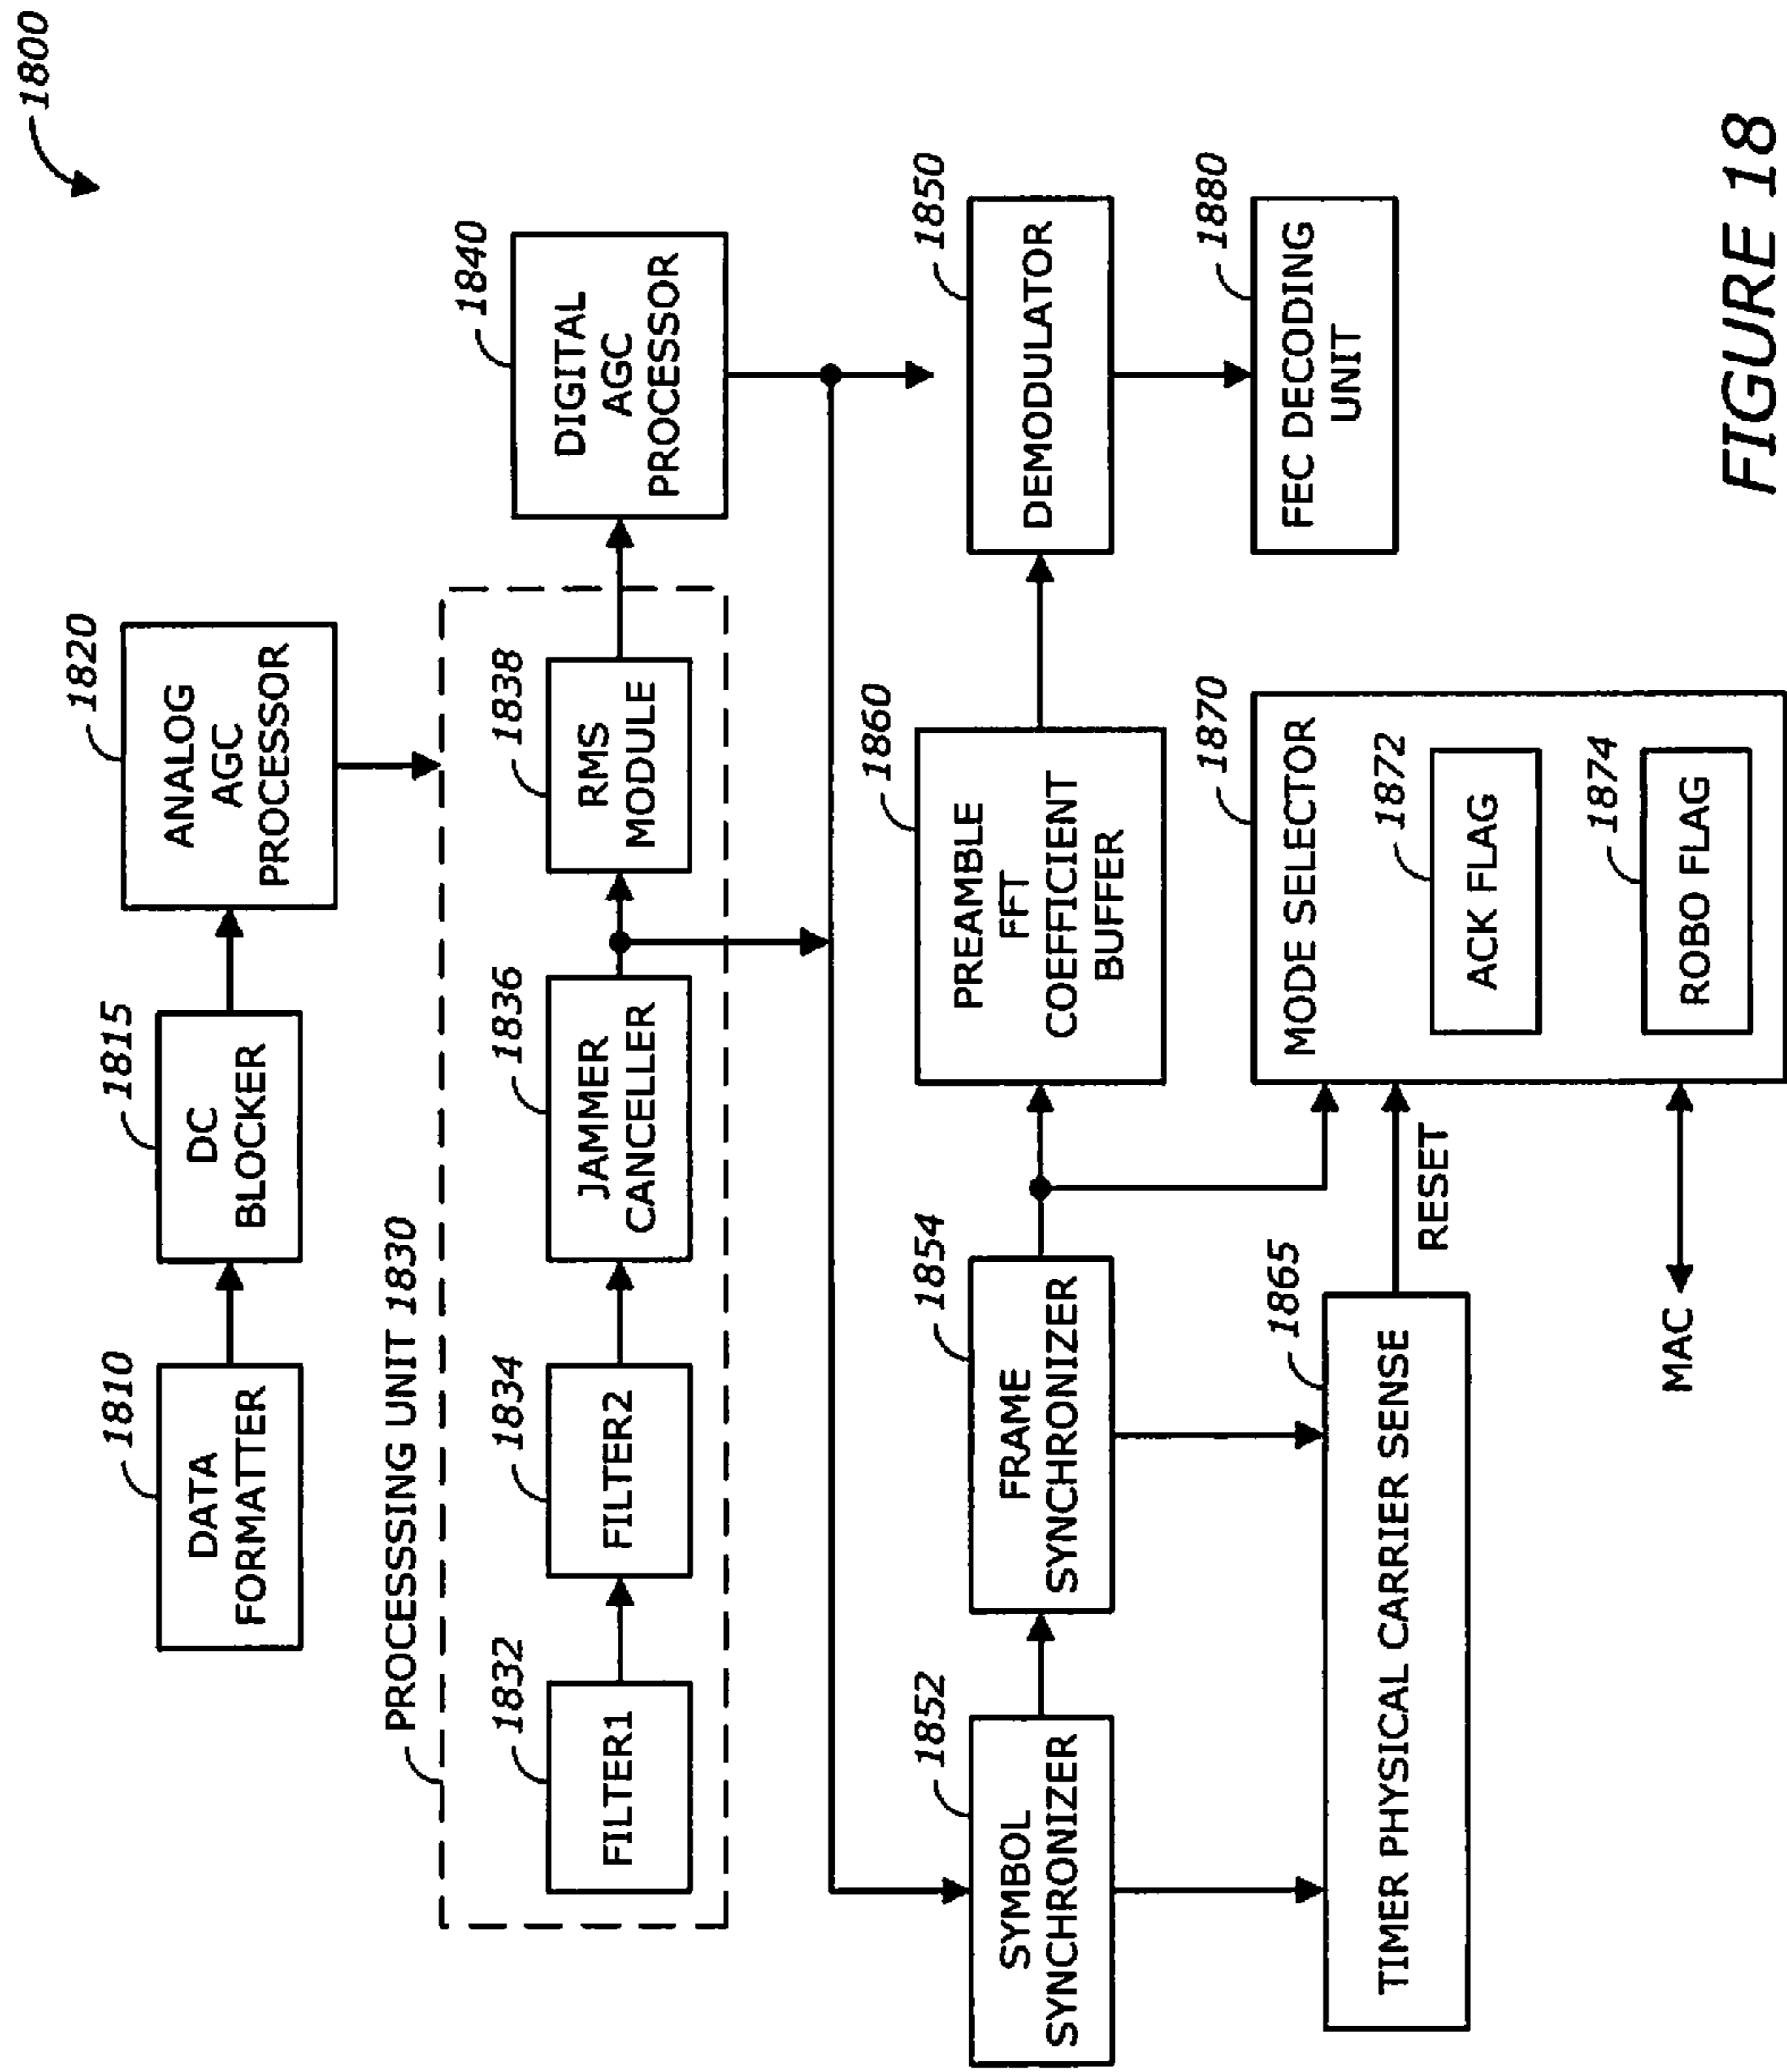 1800
1810
DATA
FORMATTER
1815
DC
BLOCKER
1820
ANALOG
AGC
PROCESSOR
PROCESSING UNIT 1830
1832
FILTER1
1834
FILTER2
1836
JAMMER
CANCELLER
1838
RMS
MODULE
1840
DIGITAL
AGC
PROCESSOR
1852
SYMBOL
SYNCHRONIZER
1854
FRAME
SYNCHRONIZER
1860
PREAMBLE
FFT
COEFFICIENT
BUFFER
1850
DEMODULATOR
1865
TIMER PHYSICAL CARRIER SENSE
RESET
MAC
1870
MODE SELECTOR
1872
ACK FLAG
1874
ROBO FLAG
1880
FEC DECODING
UNIT
FIGURE 18